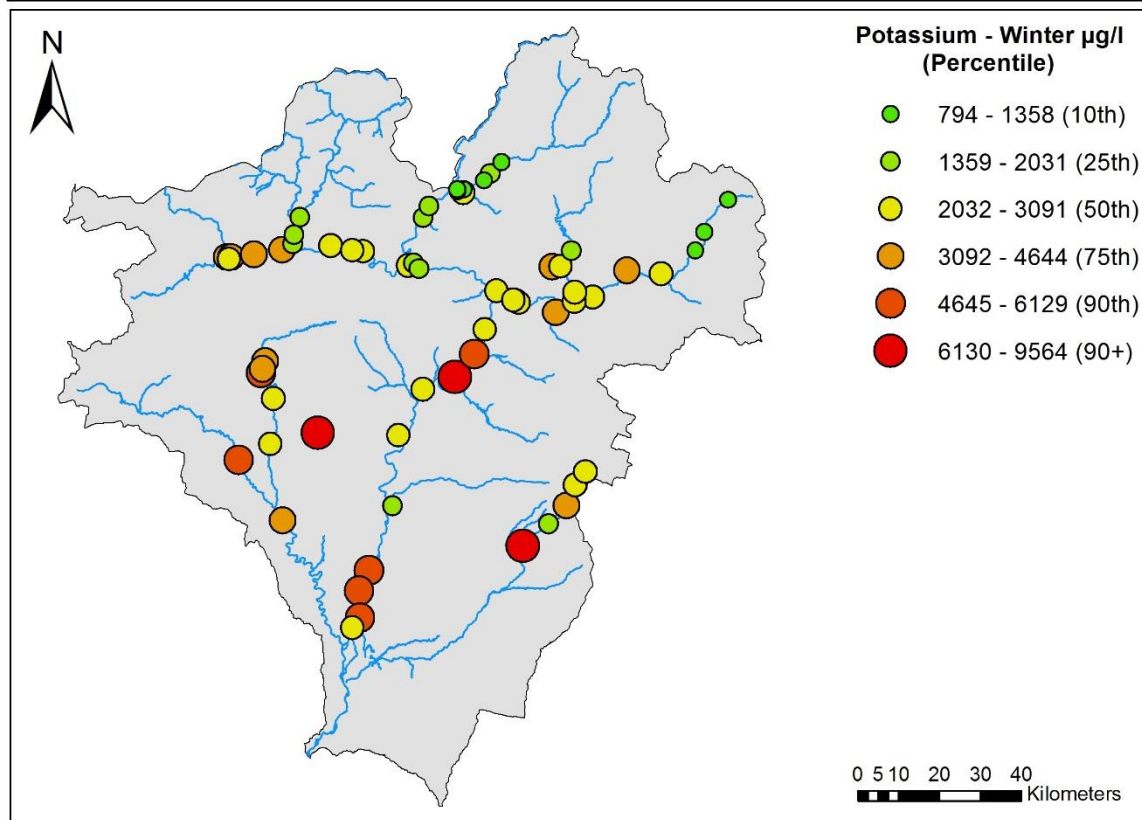 N
Potassium - Winter µg/l
(Percentile)
794 - 1358 (10th)
1359 - 2031 (25th)
2032 - 3091 (50th)
3092 - 4644 (75th)
4645 - 6129 (90th)
6130 - 9564 (90+)
0 5 10 20 30 40
Kilometers